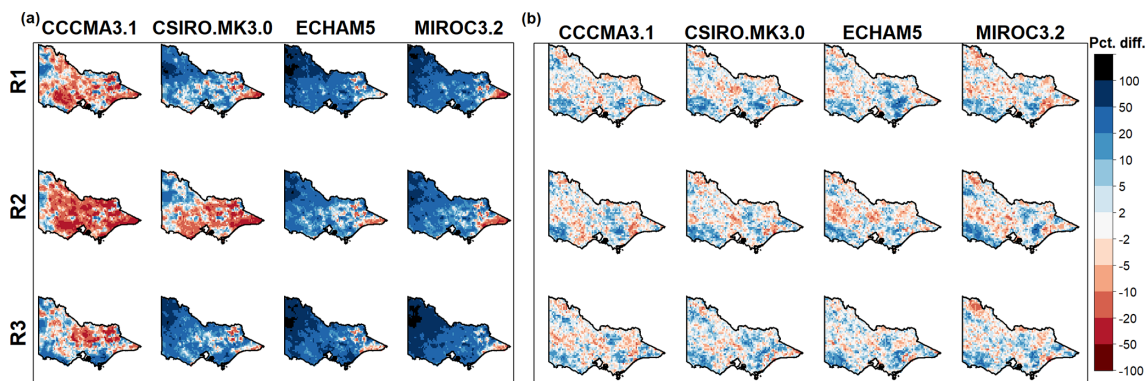 (a)
CCCMA3.1 CSIRO.MK3.0 ECHAM5 MIROC3.2
R1
R2
R3
(b)
CCCMA3.1 CSIRO.MK3.0 ECHAM5 MIROC3.2
Pct. diff.
100
50
20
10
5
2
-2
-5
-10
-20
-50
-100